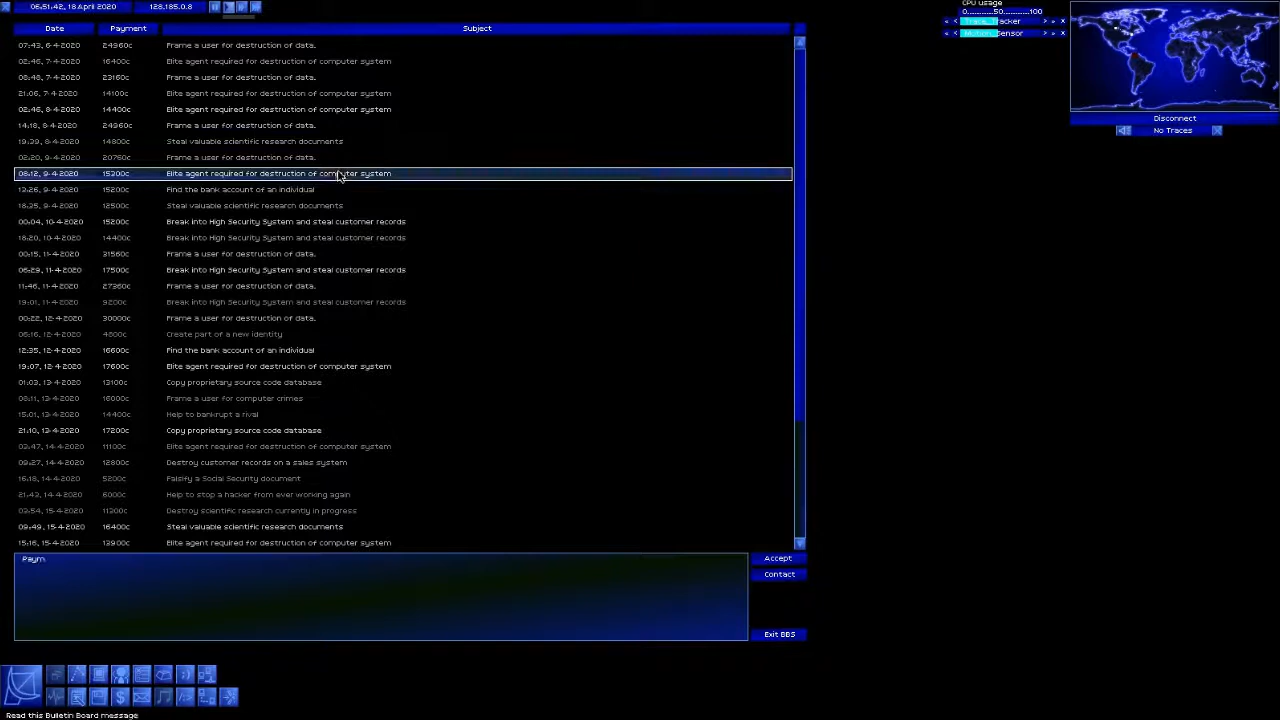 06:51:42, 18 April 2020 128.185.0.8
CPU usage
0............50......100
« < Trace_Tracker > » ×
« < Motion_Sensor > » ×
Date Payment Subject
07:43, 6-4-2020 24960c Frame a user for destruction of data.
02:46, 7-4-2020 16400c Elite agent required for destruction of computer system
08:48, 7-4-2020 23160c Frame a user for destruction of data.
21:06, 7-4-2020 14100c Elite agent required for destruction of computer system
02:46, 8-4-2020 14400c Elite agent required for destruction of computer system
14:18, 8-4-2020 24960c Frame a user for destruction of data.
19:39, 8-4-2020 14800c Steal valuable scientific research documents
02:20, 9-4-2020 20760c Frame a user for destruction of data.
08:12, 9-4-2020 15300c Elite agent required for destruction of computer system
13:26, 9-4-2020 15200c Find the bank account of an individual
18:35, 9-4-2020 12500c Steal valuable scientific research documents
00:04, 10-4-2020 15200c Break into High Security System and steal customer records
18:20, 10-4-2020 14400c Break into High Security System and steal customer records
00:15, 11-4-2020 31560c Frame a user for destruction of data.
06:29, 11-4-2020 17500c Break into High Security System and steal customer records
11:46, 11-4-2020 27360c Frame a user for destruction of data.
19:01, 11-4-2020 9200c Break into High Security System and steal customer records
00:22, 12-4-2020 30000c Frame a user for destruction of data.
06:16, 12-4-2020 4800c Create part of a new identity
12:35, 12-4-2020 16600c Find the bank account of an individual
19:07, 12-4-2020 17600c Elite agent required for destruction of computer system
01:03, 13-4-2020 13100c Copy proprietary source code database
08:11, 13-4-2020 16000c Frame a user for computer crimes
15:01, 13-4-2020 14400c Help to bankrupt a rival
21:10, 13-4-2020 17200c Copy proprietary source code database
03:47, 14-4-2020 11100c Elite agent required for destruction of computer system
09:27, 14-4-2020 12800c Destroy customer records on a sales system
16:18, 14-4-2020 5200c Falsify a Social Security document
21:43, 14-4-2020 6000c Help to stop a hacker from ever working again
03:54, 15-4-2020 11300c Destroy scientific research currently in progress
09:49, 15-4-2020 16400c Steal valuable scientific research documents
15:16, 15-4-2020 13900c Elite agent required for destruction of computer system
Disconnect
No Traces
Paym
Accept
Contact
Exit BBS
Read this Bulletin Board message